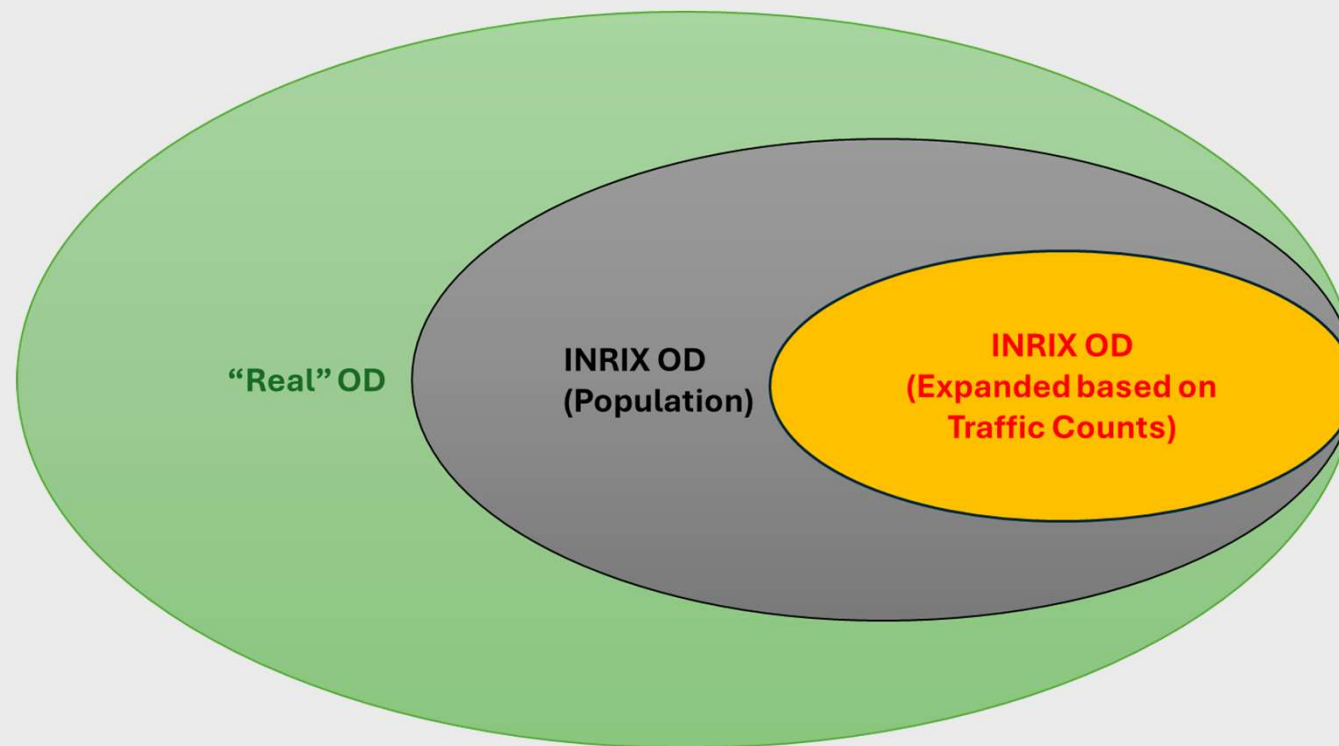 “Real” OD
INRIX OD
(Population)
INRIX OD
(Expanded based on
Traffic Counts)